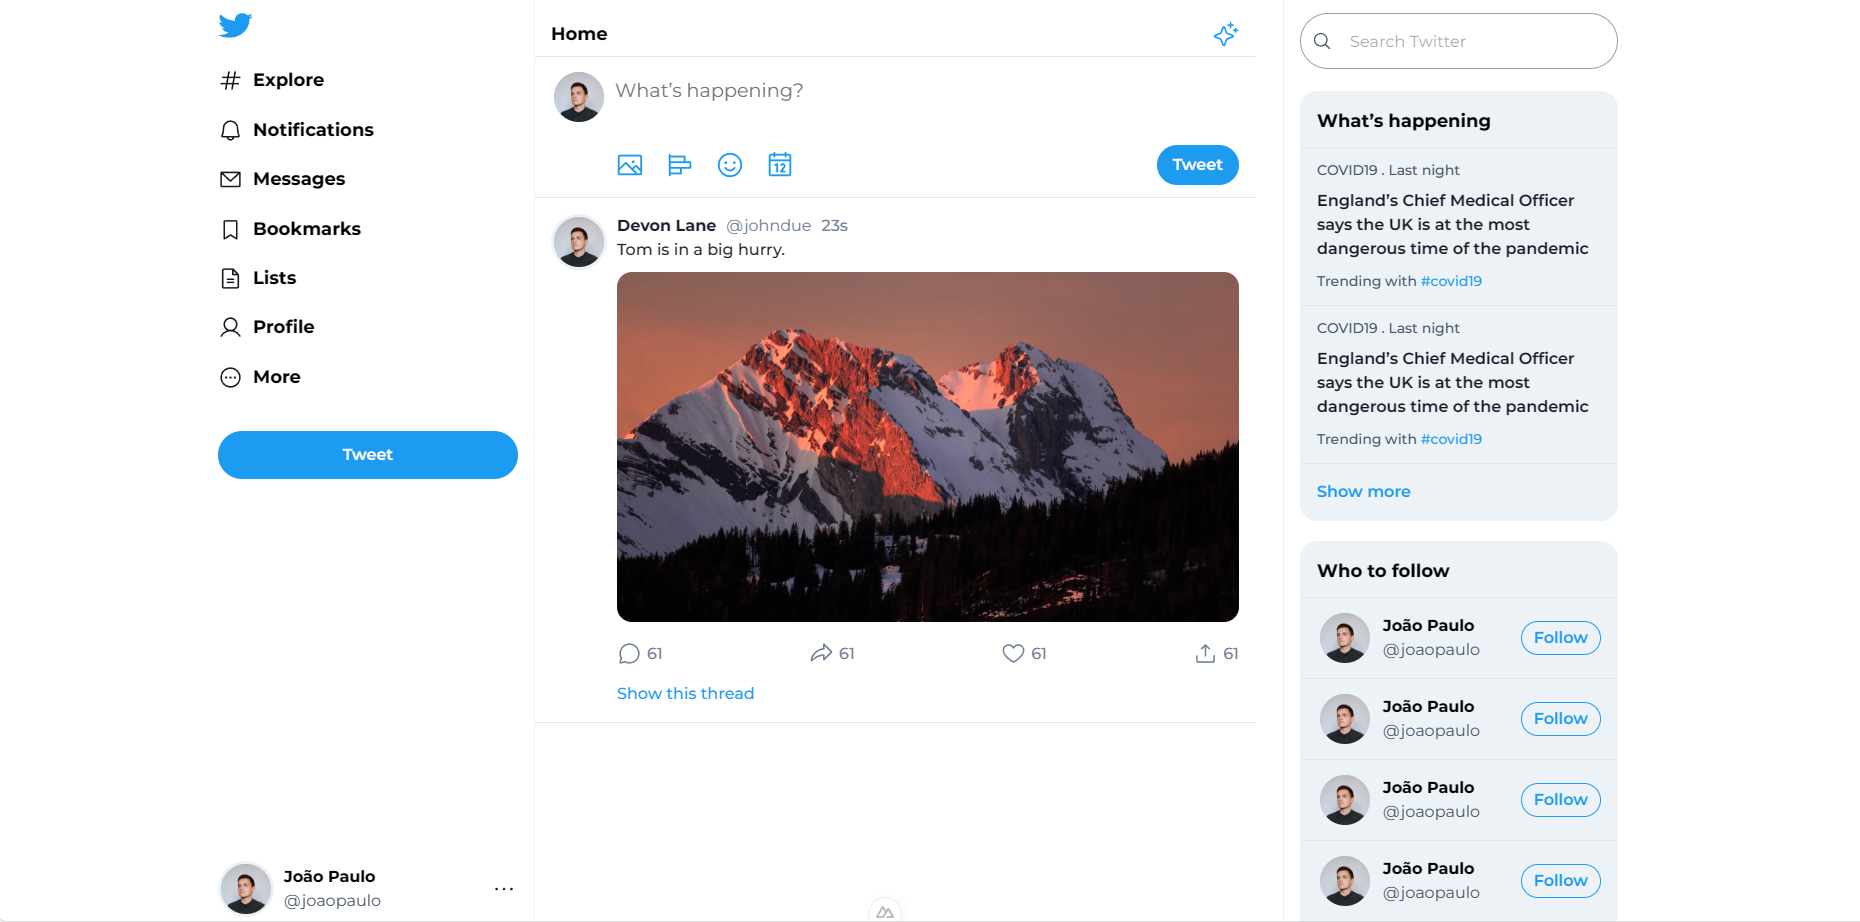 Explore
Notifications
Messages
Bookmarks
Lists
Profile
More
Tweet
João Paulo
@joaopaulo
Home
What's happening?
12
Tweet
Devon Lane @johndue 23s
Tom is in a big hurry.
61 61 61 61
Show this thread
Search Twitter
What's happening
COVID19 . Last night
England's Chief Medical Officer
says the UK is at the most
dangerous time of the pandemic
Trending with #covid19
COVID19 . Last night
England's Chief Medical Officer
says the UK is at the most
dangerous time of the pandemic
Trending with #covid19
Show more
Who to follow
João Paulo
@joaopaulo
Follow
João Paulo
@joaopaulo
Follow
João Paulo
@joaopaulo
Follow
João Paulo
@joaopaulo
Follow